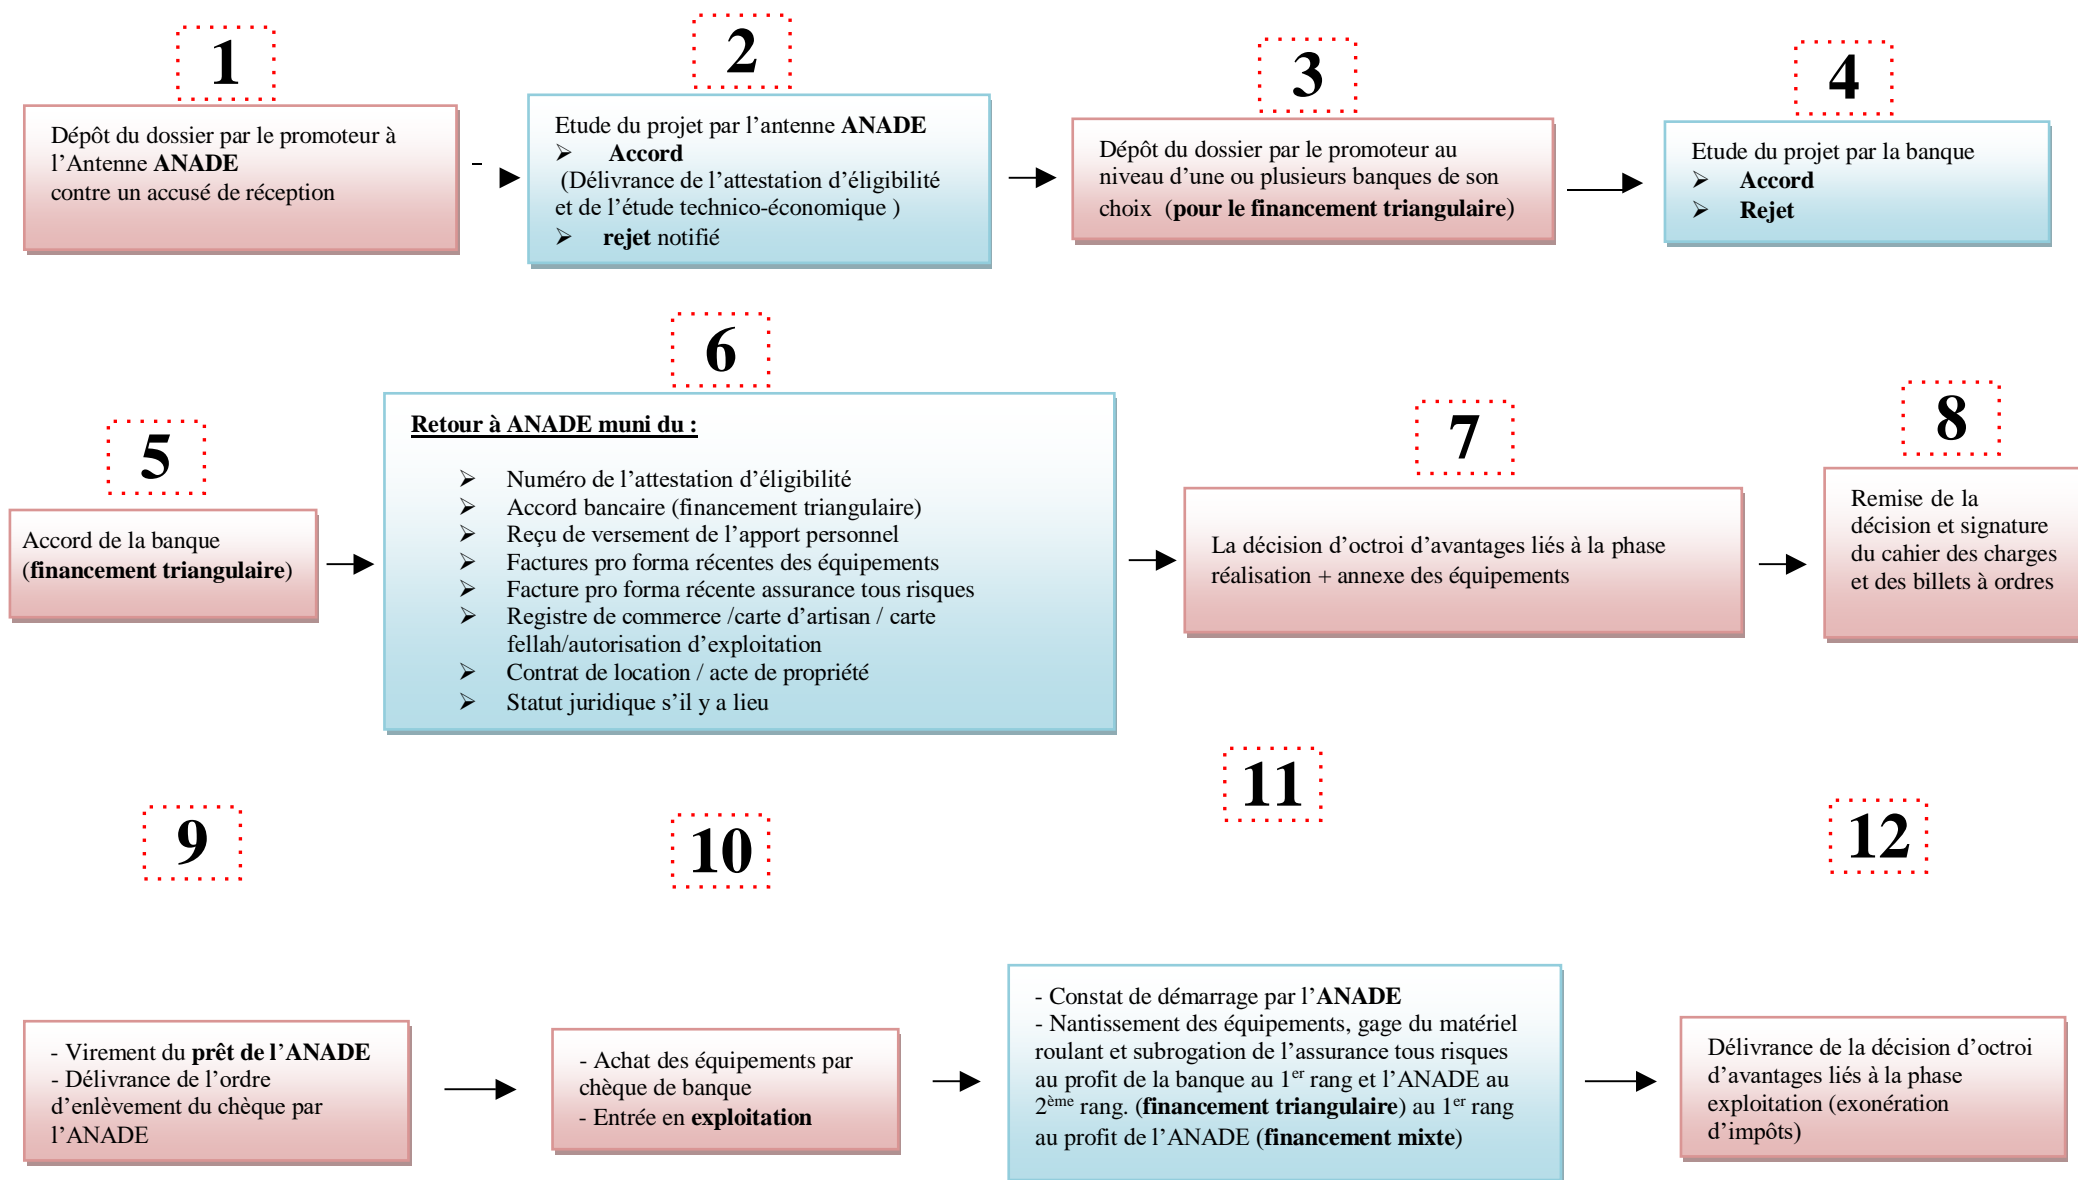 1
Dépôt du dossier par le promoteur à
l’Antenne ANADE
contre un accusé de réception
2
Etude du projet par l’antenne ANADE
➢ Accord
(Délivrance de l’attestation d’éligibilité
et de l’étude technico-économique )
➢ rejet notifié
3
Dépôt du dossier par le promoteur au
niveau d’une ou plusieurs banques de son
choix (pour le financement triangulaire)
4
Etude du projet par la banque
➢ Accord
➢ Rejet
5
Accord de la banque
(financement triangulaire)
6
Retour à ANADE muni du :
➢ Numéro de l’attestation d’éligibilité
➢ Accord bancaire (financement triangulaire)
➢ Reçu de versement de l’apport personnel
➢ Factures pro forma récentes des équipements
➢ Facture pro forma récente assurance tous risques
➢ Registre de commerce /carte d’artisan / carte
fellah/autorisation d’exploitation
➢ Contrat de location / acte de propriété
➢ Statut juridique s’il y a lieu
7
La décision d’octroi d’avantages liés à la phase
réalisation + annexe des équipements
8
Remise de la
décision et signature
du cahier des charges
et des billets à ordres
9
- Virement du prêt de l’ANADE
- Délivrance de l’ordre
d’enlèvement du chèque par
l’ANADE
10
- Achat des équipements par
chèque de banque
- Entrée en exploitation
11
- Constat de démarrage par l’ANADE
- Nantissement des équipements, gage du matériel
roulant et subrogation de l’assurance tous risques
au profit de la banque au 1er rang et l’ANADE au
2ème rang. (financement triangulaire) au 1er rang
au profit de l’ANADE (financement mixte)
12
Délivrance de la décision d’octroi
d’avantages liés à la phase
exploitation (exonération
d’impôts)